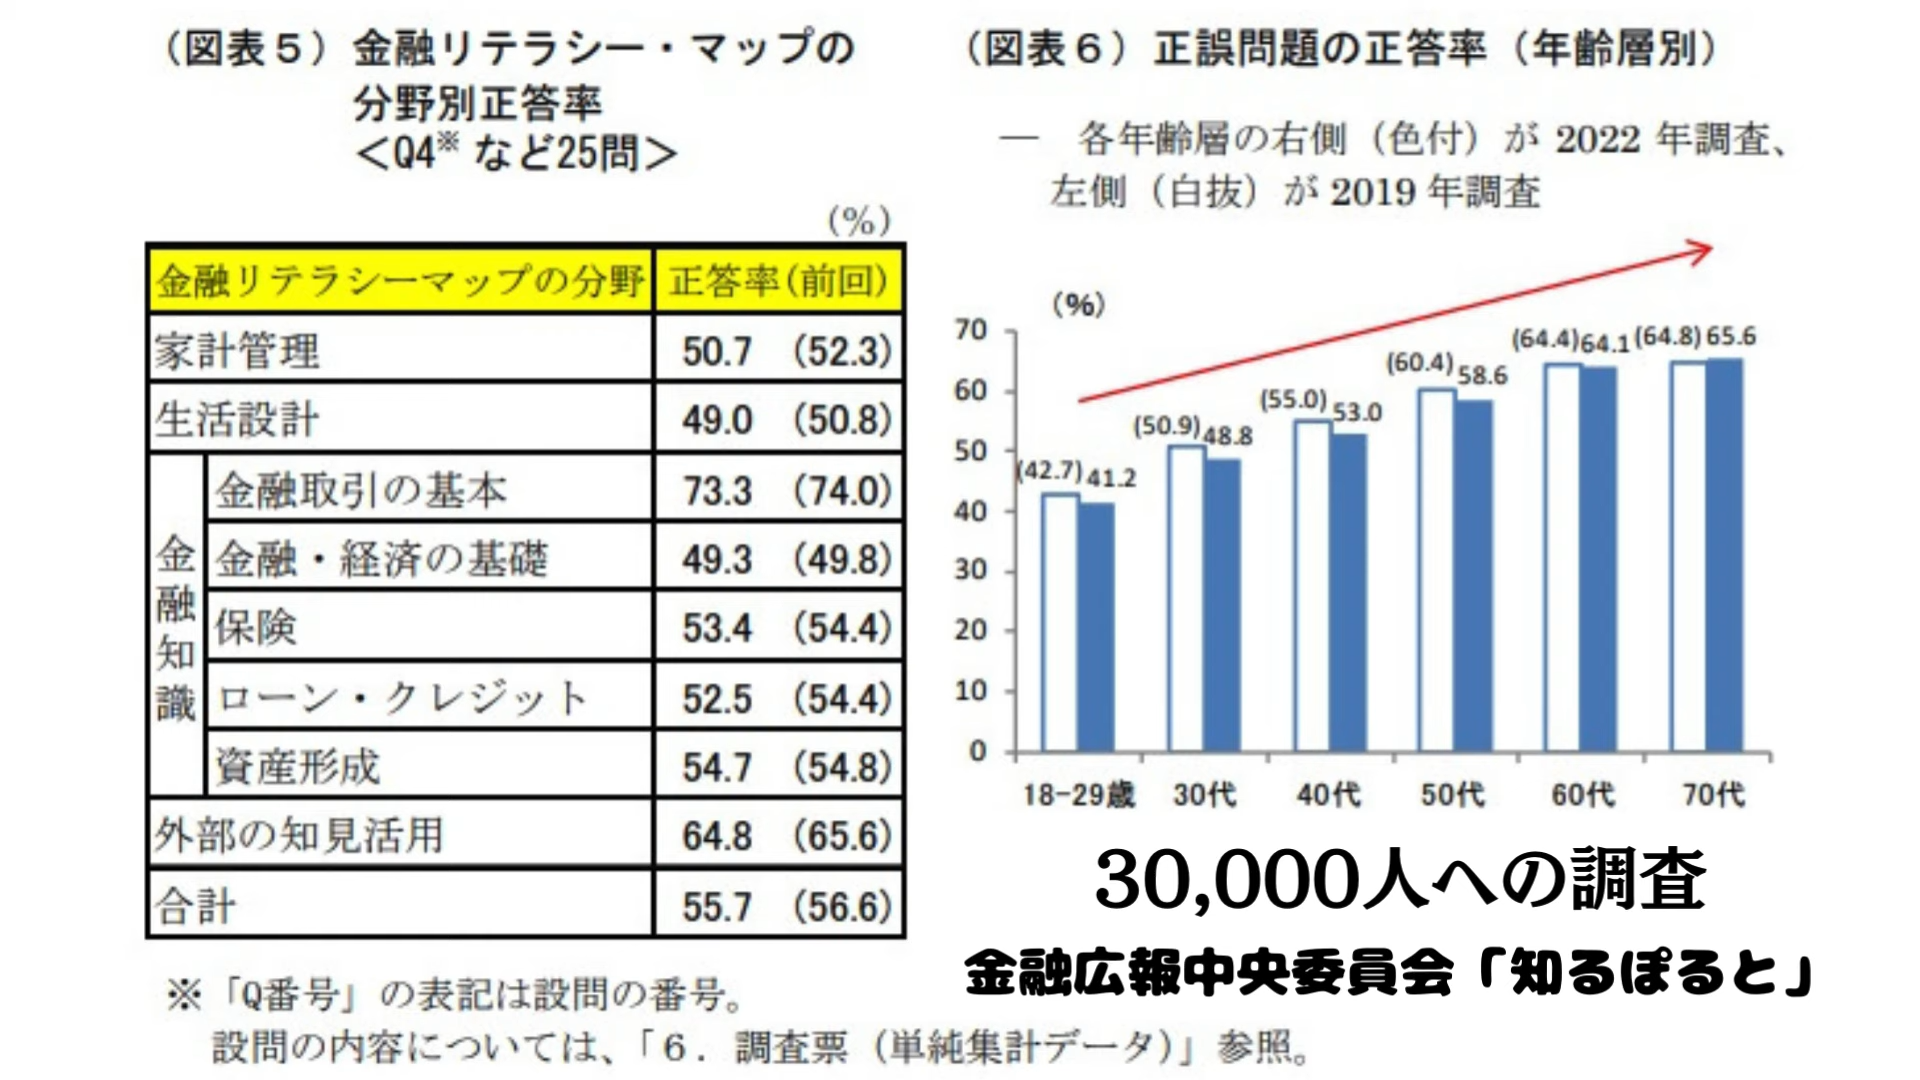 （図表５）金融リテラシー・マップの
分野別正答率
＜Q4※ など25問＞
(%)
金融リテラシーマップの分野 正答率(前回)
家計管理 50.7 (52.3)
生活設計 49.0 (50.8)
金融知識
金融取引の基本 73.3 (74.0)
金融・経済の基礎 49.3 (49.8)
保険 53.4 (54.4)
ローン・クレジット 52.5 (54.4)
資産形成 54.7 (54.8)
外部の知見活用 64.8 (65.6)
合計 55.7 (56.6)
※「Q番号」の表記は設問の番号。
設問の内容については、「６．調査票（単純集計データ）」参照。
（図表６）正誤問題の正答率（年齢層別）
― 各年齢層の右側（色付）が 2022 年調査、
左側（白抜）が 2019 年調査
(%)
70
60
50
40
30
20
10
0
(42.7) 41.2
(50.9) 48.8
(55.0) 53.0
(60.4) 58.6
(64.4) 64.1
(64.8) 65.6
18-29歳 30代 40代 50代 60代 70代
30,000人への調査
金融広報中央委員会「知るぽると」